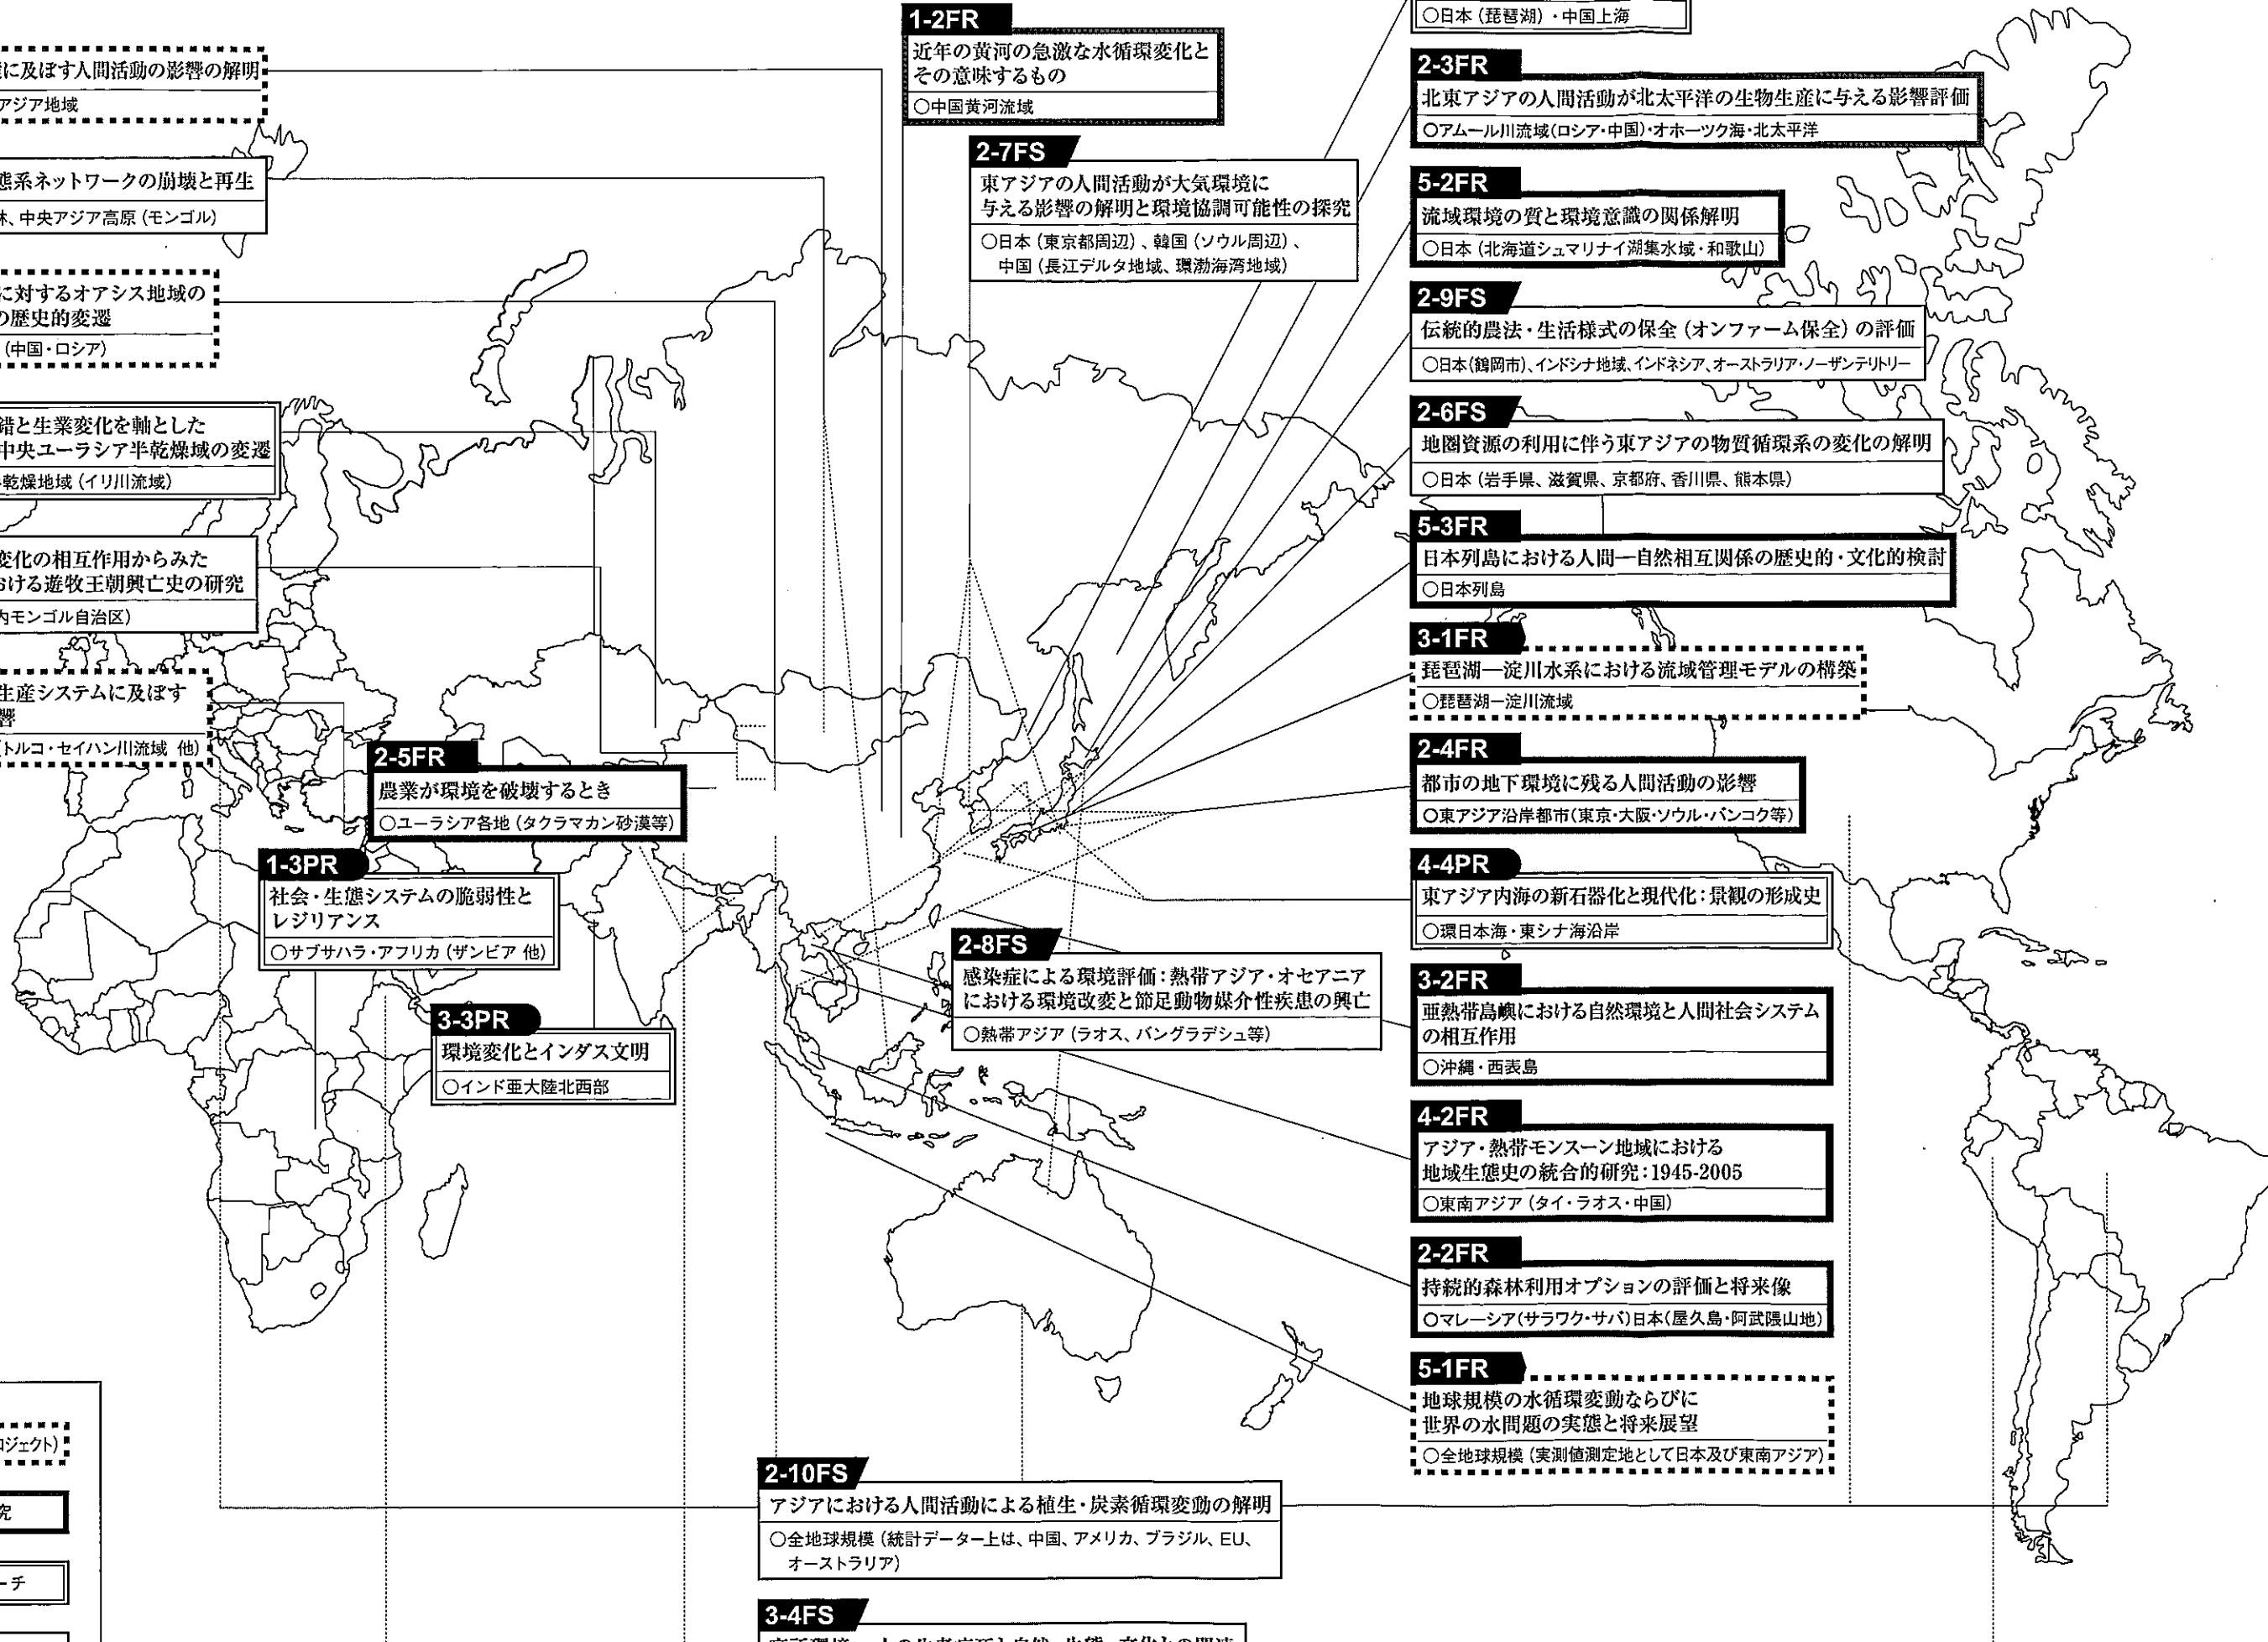 に及ぼす人間活動の影響の解明
アジア地域
態系ネットワークの崩壊と再生
林、中央アジア高原（モンゴル）
に対するオアシス地域の
の歴史的変遷
（中国・ロシア）
錯と生業変化を軸とした
中央ユーラシア半乾燥域の変遷
乾燥地域（イリ川流域）
変化の相互作用からみた
おける遊牧王朝興亡史の研究
内モンゴル自治区）
生産システムに及ぼす
響
（トルコ・セイハン川流域 他）
2-5FR
農業が環境を破壊するとき
○ユーラシア各地（タクラマカン砂漠等）
1-3PR
社会・生態システムの脆弱性と
レジリアンス
○サブサハラ・アフリカ（ザンビア 他）
3-3PR
環境変化とインダス文明
○インド亜大陸北西部
1-2FR
近年の黄河の急激な水循環変化と
その意味するもの
○中国黄河流域
2-7FS
東アジアの人間活動が大気環境に
与える影響の解明と環境協調可能性の探究
○日本（東京都周辺）、韓国（ソウル周辺）、
中国（長江デルタ地域、環渤海湾地域）
2-8FS
感染症による環境評価：熱帯アジア・オセアニア
における環境改変と節足動物媒介性疾患の興亡
○熱帯アジア（ラオス、バングラデシュ等）
○日本（琵琶湖）・中国上海
2-3FR
北東アジアの人間活動が北太平洋の生物生産に与える影響評価
○アムール川流域（ロシア・中国）・オホーツク海・北太平洋
5-2FR
流域環境の質と環境意識の関係解明
○日本（北海道シュマリナイ湖集水域・和歌山）
2-9FS
伝統的農法・生活様式の保全（オンファーム保全）の評価
○日本（鶴岡市）、インドシナ地域、インドネシア、オーストラリア・ノーザンテリトリー
2-6FS
地圏資源の利用に伴う東アジアの物質循環系の変化の解明
○日本（岩手県、滋賀県、京都府、香川県、熊本県）
5-3FR
日本列島における人間―自然相互関係の歴史的・文化的検討
○日本列島
3-1FR
琵琶湖―淀川水系における流域管理モデルの構築
○琵琶湖－淀川流域
2-4FR
都市の地下環境に残る人間活動の影響
○東アジア沿岸都市（東京・大阪・ソウル・バンコク等）
4-4PR
東アジア内海の新石器化と現代化：景観の形成史
○環日本海・東シナ海沿岸
3-2FR
亜熱帯島嶼における自然環境と人間社会システム
の相互作用
○沖縄・西表島
4-2FR
アジア・熱帯モンスーン地域における
地域生態史の統合的研究：1945-2005
○東南アジア（タイ・ラオス・中国）
2-2FR
持続的森林利用オプションの評価と将来像
○マレーシア（サラワク・サバ）日本（屋久島・阿武隈山地）
5-1FR
地球規模の水循環変動ならびに
世界の水問題の実態と将来展望
○全地球規模（実測値測定地として日本及び東南アジア）
ロジェクト）
究
ーチ
2-10FS
アジアにおける人間活動による植生・炭素循環変動の解明
○全地球規模（統計データー上は、中国、アメリカ、ブラジル、EU、
オーストラリア）
3-4FS